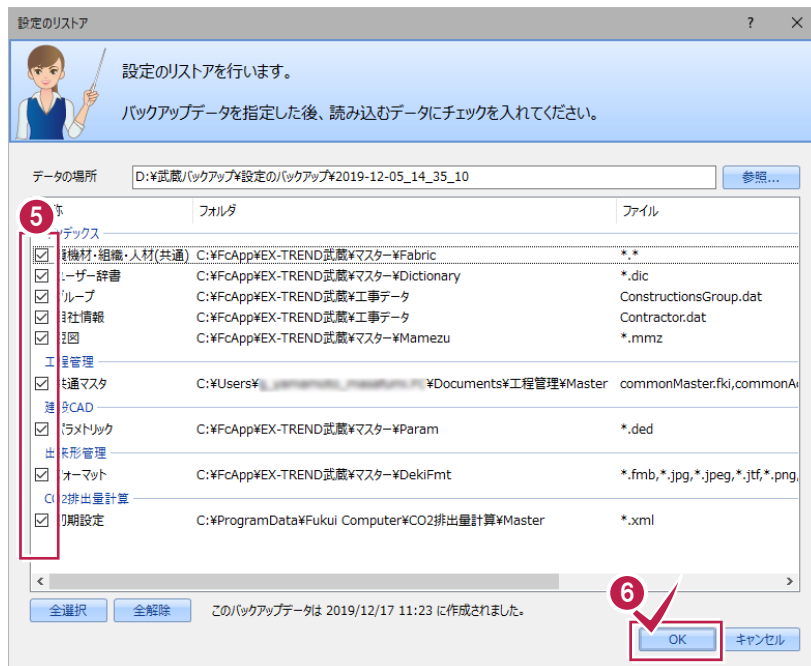 設定のリストア ? ×
設定のリストアを行います。
バックアップデータを指定した後、読み込むデータにチェックを入れてください。
データの場所 D:¥武蔵バックアップ¥設定のバックアップ¥2019-12-05_14_35_10 参照...
5 フォルダ ファイル
ンデックス
機材・組織・人材(共通) C:¥FcApp¥EX-TREND武蔵¥マスター¥Fabric *.*
ーザー辞書 C:¥FcApp¥EX-TREND武蔵¥マスター¥Dictionary *.dic
ループ C:¥FcApp¥EX-TREND武蔵¥工事データ ConstructionsGroup.dat
自社情報 C:¥FcApp¥EX-TREND武蔵¥工事データ Contractor.dat
豆図 C:¥FcApp¥EX-TREND武蔵¥マスター¥Mamezu *.mmz
工程管理
共通マスタ C:¥Users¥ ¥Documents¥工程管理¥Master commonMaster.fki,commonAc
建設CAD
パラメトリック C:¥FcApp¥EX-TREND武蔵¥マスター¥Param *.ded
出来形管理
フォーマット C:¥FcApp¥EX-TREND武蔵¥マスター¥DekiFmt *.fmb,*.jpg,*.jpeg,*.jtf,*.png,
CO2排出量計算
初期設定 C:¥ProgramData¥Fukui Computer¥CO2排出量計算¥Master *.xml
6
全選択 全解除 このバックアップデータは 2019/12/17 11:23 に作成されました。
OK キャンセル